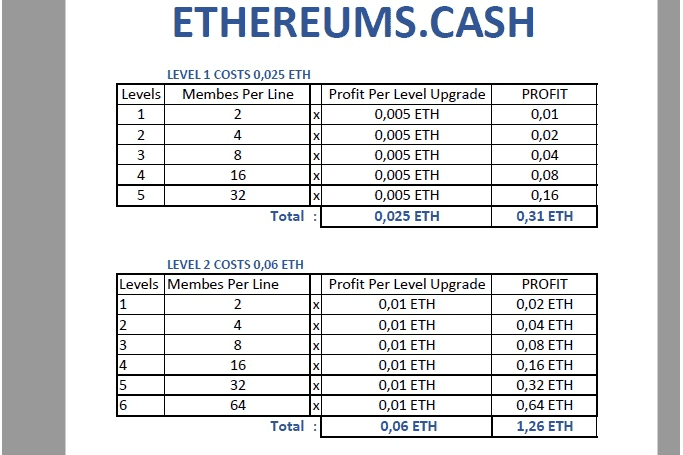 ETHEREUMS.CASH
LEVEL 1 COSTS 0,025 ETH
Levels Membes Per Line Profit Per Level Upgrade PROFIT
1 2 x 0,005 ETH 0,01
2 4 x 0,005 ETH 0,02
3 8 x 0,005 ETH 0,04
4 16 x 0,005 ETH 0,08
5 32 x 0,005 ETH 0,16
Total : 0,025 ETH 0,31 ETH
LEVEL 2 COSTS 0,06 ETH
Levels Membes Per Line Profit Per Level Upgrade PROFIT
1 2 x 0,01 ETH 0,02 ETH
2 4 x 0,01 ETH 0,04 ETH
3 8 x 0,01 ETH 0,08 ETH
4 16 x 0,01 ETH 0,16 ETH
5 32 x 0,01 ETH 0,32 ETH
6 64 x 0,01 ETH 0,64 ETH
Total : 0,06 ETH 1,26 ETH